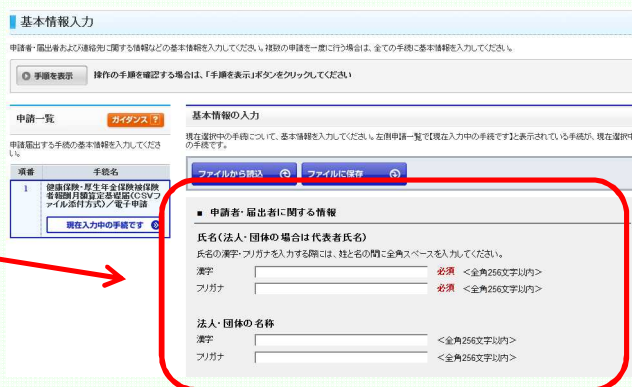 基本情報入力
申請者・届出者および連絡先に関する情報などの基本情報を入力してください。複数の申請を一度に行う場合は、全ての手続に基本情報を入力してください。
手順を表示 操作の手順を確認する場合は、「手順を表示」ボタンをクリックしてください
申請一覧 ガイダンス ?
申請届出する手続の基本情報を入力してください。
項番 手続名
1 健康保険・厚生年金保険被保険
者報酬月額算定基礎届(CSVフ
ァイル添付方式)/電子申請
現在入力中の手続です
基本情報の入力
現在選択中の手続について、基本情報を入力してください。左側申請一覧で【現在入力中の手続です】と表示されている手続が、現在選択中
の手続です。
ファイルから読込 ファイルに保存
■ 申請者・届出者に関する情報
氏名(法人・団体の場合は代表者氏名)
氏名の漢字・フリガナを入力する際には、姓と名の間に全角スペースを入力してください。
漢字 必須 <全角256文字以内>
フリガナ 必須 <全角256文字以内>
法人・団体の名称
漢字 <全角256文字以内>
フリガナ <全角256文字以内>